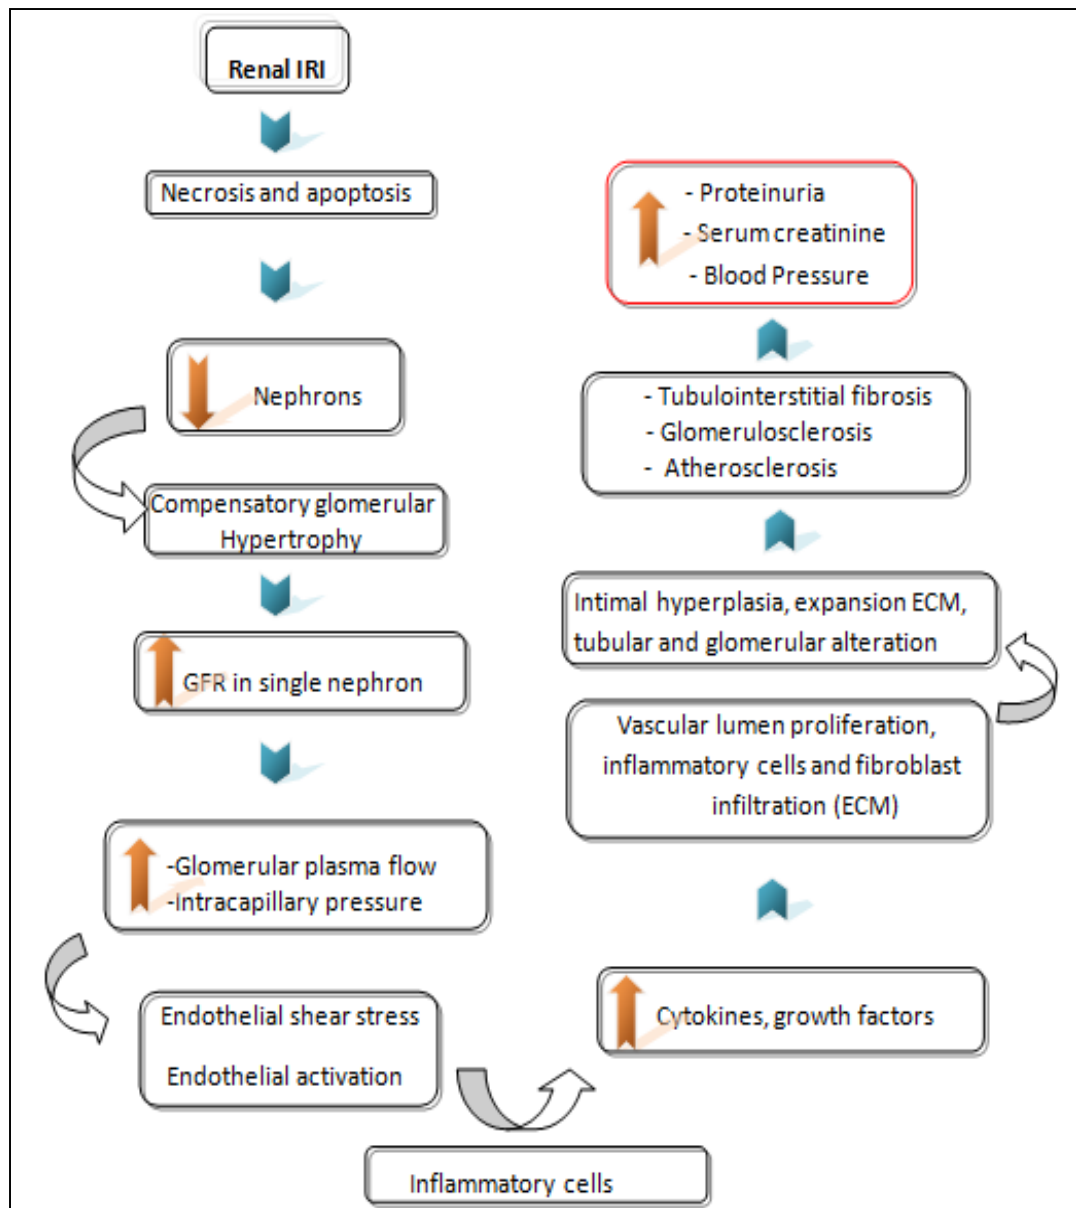 Renal IRI
Necrosis and apoptosis
Nephrons
Compensatory glomerular
Hypertrophy
GFR in single nephron
-Glomerular plasma flow
-Intracapillary pressure
Endothelial shear stress
Endothelial activation
Inflammatory cells
Cytokines, growth factors
Vascular lumen proliferation,
inflammatory cells and fibroblast
infiltration (ECM)
Intimal hyperplasia, expansion ECM,
tubular and glomerular alteration
- Tubulointerstitial fibrosis
- Glomerulosclerosis
- Atherosclerosis
- Proteinuria
- Serum creatinine
- Blood Pressure